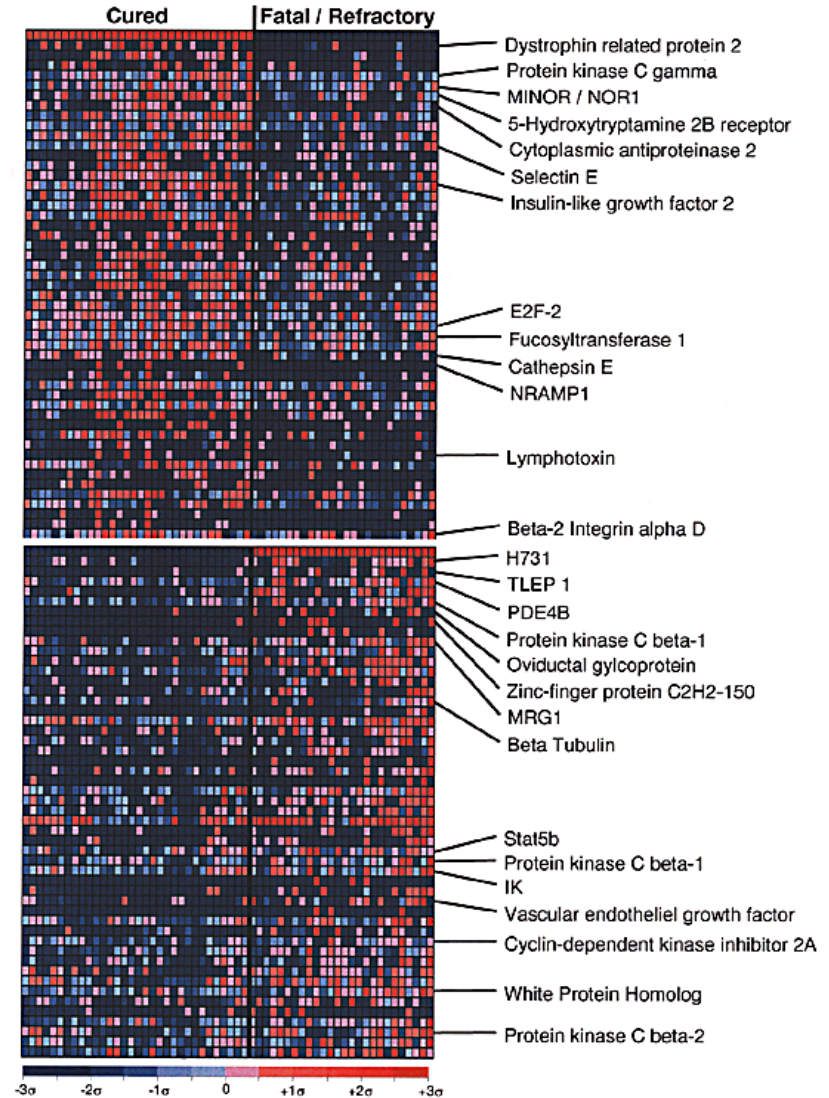 Cured
Fatal / Refractory
Dystrophin related protein 2
Protein kinase C gamma
MINOR / NOR1
5-Hydroxytryptamine 2B receptor
Cytoplasmic antiproteinase 2
Selectin E
Insulin-like growth factor 2
E2F-2
Fucosyltransferase 1
Cathepsin E
NRAMP1
Lymphotoxin
Beta-2 Integrin alpha D
H731
TLEP 1
PDE4B
Protein kinase C beta-1
Oviductal gylcoprotein
Zinc-finger protein C2H2-150
MRG1
Beta Tubulin
Stat5b
Protein kinase C beta-1
IK
Vascular endotheliel growth factor
Cyclin-dependent kinase inhibitor 2A
White Protein Homolog
Protein kinase C beta-2
-3σ -2σ -1σ 0 +1σ +2σ +3σ